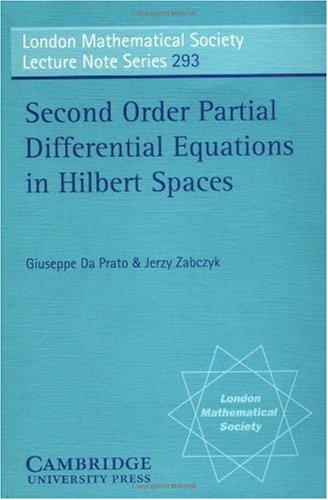 London Mathematical Society
Lecture Note Series 293
Second Order Partial
Differential Equations
in Hilbert Spaces
Giuseppe Da Prato & Jerzy Zabczyk
London
Mathematical
Society
CAMBRIDGE
UNIVERSITY PRESS